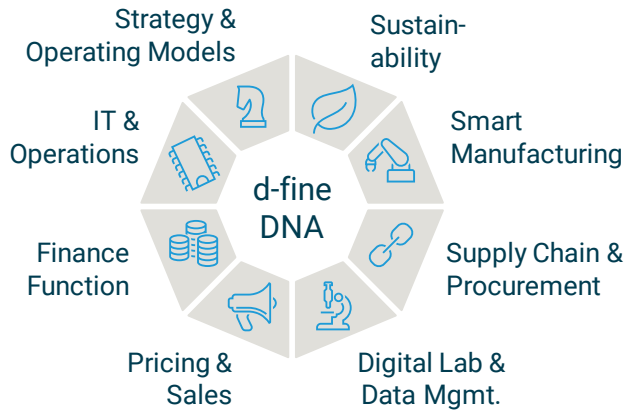 Strategy &
Operating Models
Sustain-
ability
IT &
Operations
Smart
Manufacturing
d-fine
DNA
Finance
Function
Supply Chain &
Procurement
Pricing &
Sales
Digital Lab &
Data Mgmt.